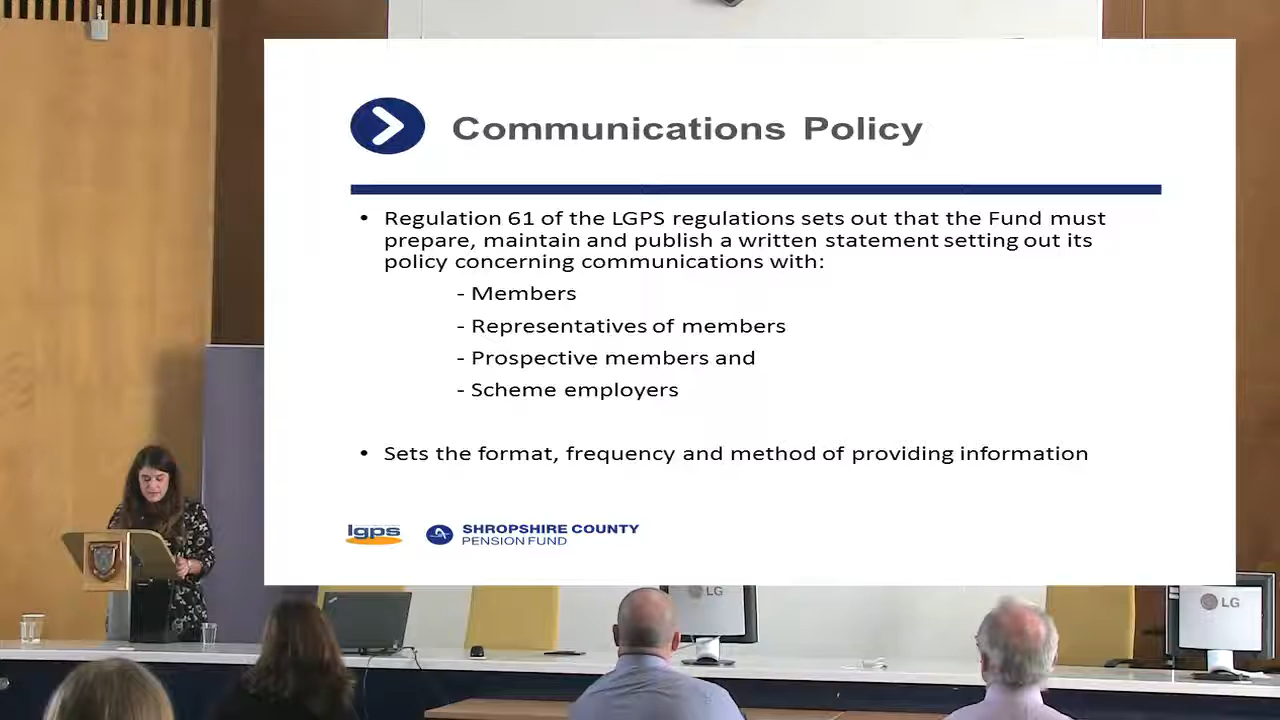 Communications Policy
• Regulation 61 of the LGPS regulations sets out that the Fund must
prepare, maintain and publish a written statement setting out its
policy concerning communications with:
- Members
- Representatives of members
- Prospective members and
- Scheme employers
• Sets the format, frequency and method of providing information
lgps
SHROPSHIRE COUNTY
PENSION FUND
LG
LG